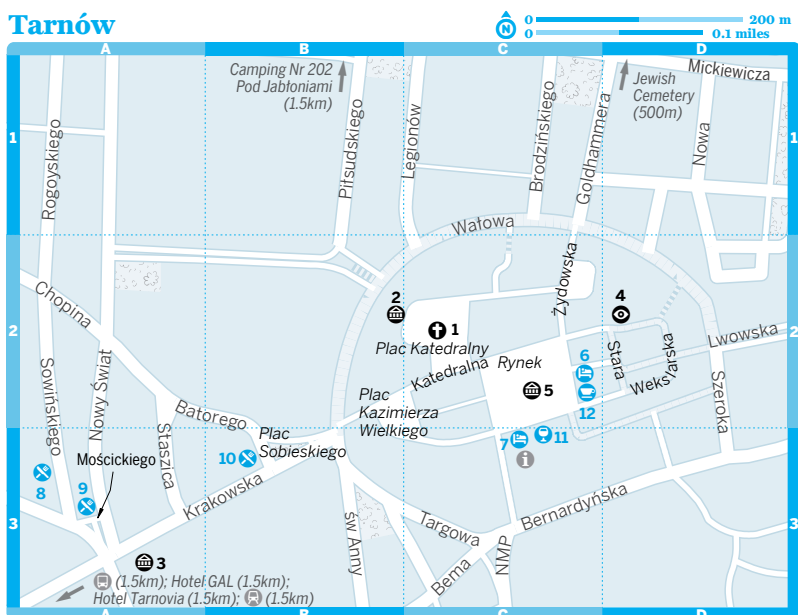 Tarnów
N
0 200 m
0 0.1 miles
A B C D
1 1
2 2
3 3
A B C D
Camping Nr 202
Pod Jabłoniami
(1.5km)
Jewish
Cemetery
(500m)
Mickiewicza
Rogoyskiego
Piłsudskiego
Legionów
Brodzińskiego
Goldhammera
Nowa
Wałowa
Chopina
Żydowska
2
1
4
Plac Katedralny
Katedralna
Rynek
6
Stara
Weksłarska
Lwowska
Szeroka
Sowińskiego
Nowy Świat
5
12
Plac
Kazimierza
Wielkiego
Batorego
Staszica
Plac
Sobieskiego
10
7
11
i
Mościckiego
8
9
Krakowska
3
św Anny
Targowa
Bernardyńska
Bema
NMP
(1.5km); Hotel GAL (1.5km);
Hotel Tarnovia (1.5km); (1.5km)